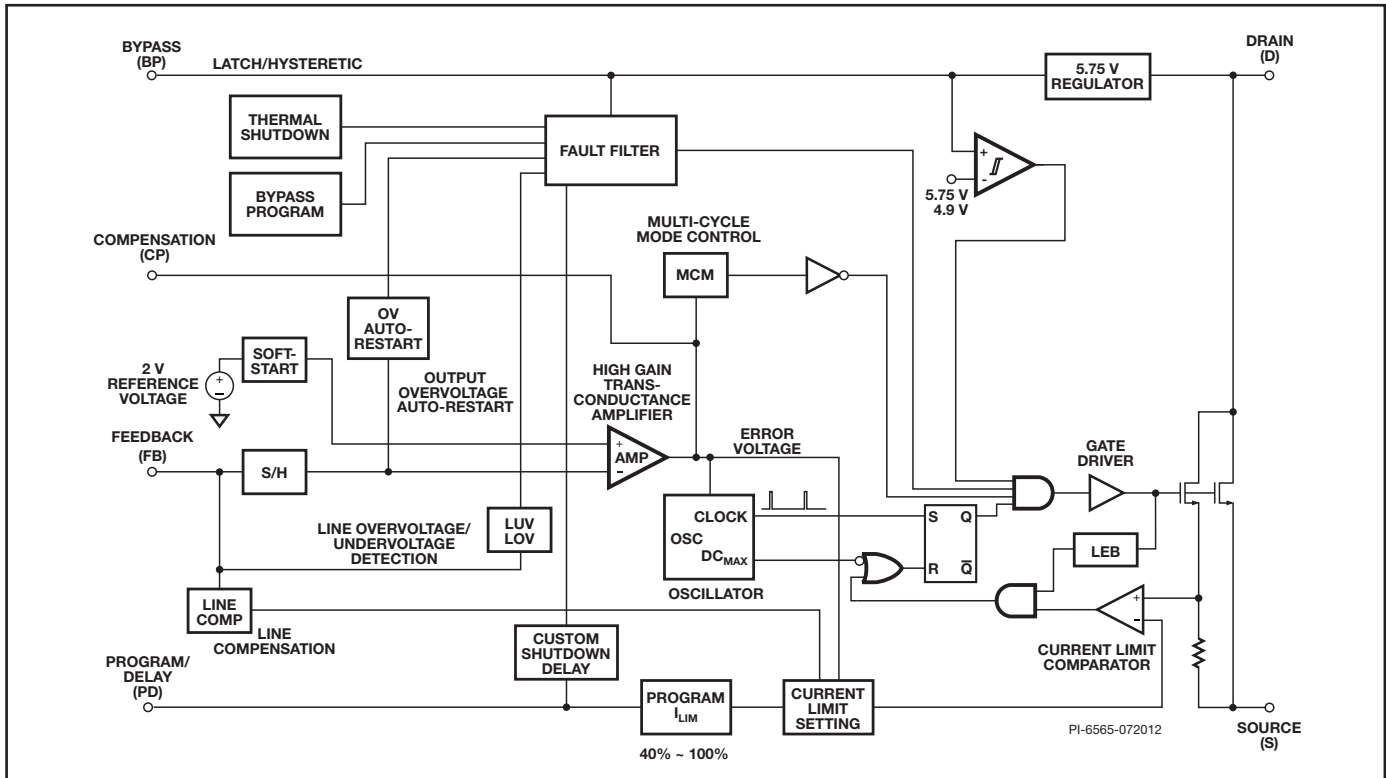 BYPASS
(BP)
LATCH/HYSTERETIC
DRAIN
(D)
5.75 V
REGULATOR
THERMAL
SHUTDOWN
FAULT FILTER
+
-
5.75 V
4.9 V
BYPASS
PROGRAM
COMPENSATION
(CP)
MULTI-CYCLE
MODE CONTROL
MCM
OV
AUTO-
RESTART
SOFT-
START
2 V
REFERENCE
VOLTAGE
+
−
OUTPUT
OVERVOLTAGE
AUTO-RESTART
HIGH GAIN
TRANS-
CONDUCTANCE
AMPLIFIER
FEEDBACK
(FB)
S/H
+
AMP
−
ERROR
VOLTAGE
GATE
DRIVER
LINE OVERVOLTAGE/
UNDERVOLTAGE
DETECTION
LUV
LOV
CLOCK
OSC
DCMAX
OSCILLATOR
S Q
R Q̅
LEB
+
−
CURRENT LIMIT
COMPARATOR
LINE
COMP
LINE
COMPENSATION
PROGRAM/
DELAY
(PD)
CUSTOM
SHUTDOWN
DELAY
PROGRAM
ILIM
40% ~ 100%
CURRENT
LIMIT
SETTING
PI-6565-072012
SOURCE
(S)